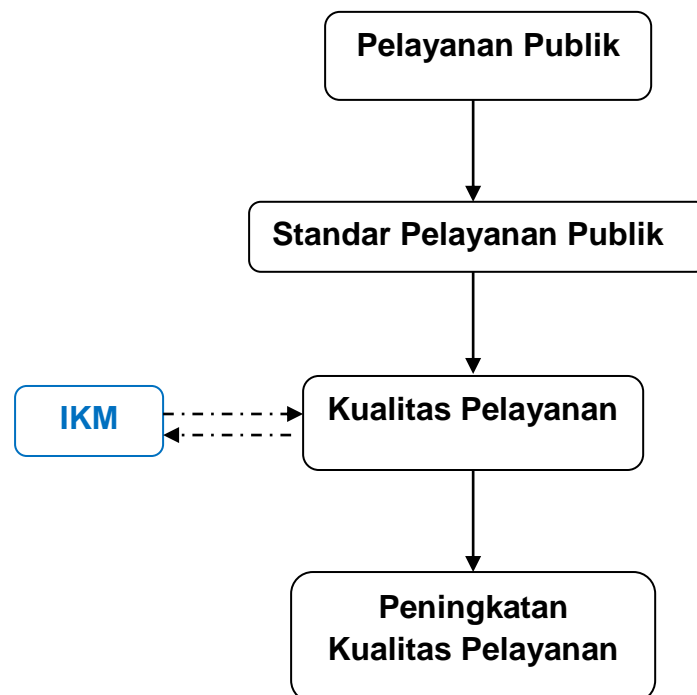 Pelayanan Publik
Standar Pelayanan Publik
IKM
Kualitas Pelayanan
Peningkatan
Kualitas Pelayanan